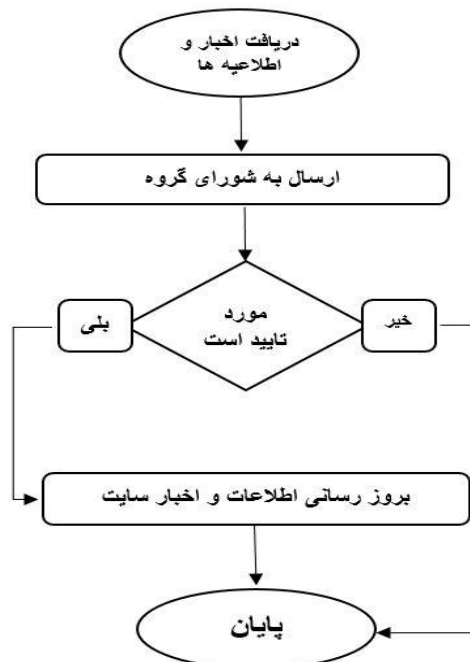 دریافت اخبار و
اطلاعیه ها
ارسال به شورای گروه
خیر
مورد
تایید است
بلی
بروز رسانی اطلاعات و اخبار سایت
پایان